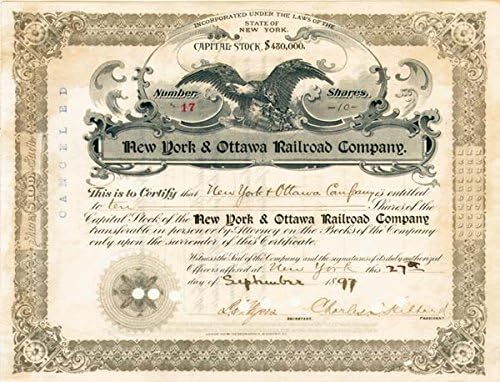 INCORPORATED UNDER THE LAWS OF THE
STATE OF
NEW YORK.
CAPITAL STOCK, $430,000.
Number Shares,
17 —10—
New York & Ottawa Railroad Company.
This is to Certify that New York & Ottawa Company is entitled
to ten Shares of the
Capital Stock of the New York & Ottawa Railroad Company
transferable in person, or by Attorney on the Books of the Company
only upon the surrender of this Certificate.
Witness the Seal of the Company and the signatures of its duly authorized
Officers affixed at New York this 27th
day of September 1897
Charles
SECRETARY. PRESIDENT
CANCELED